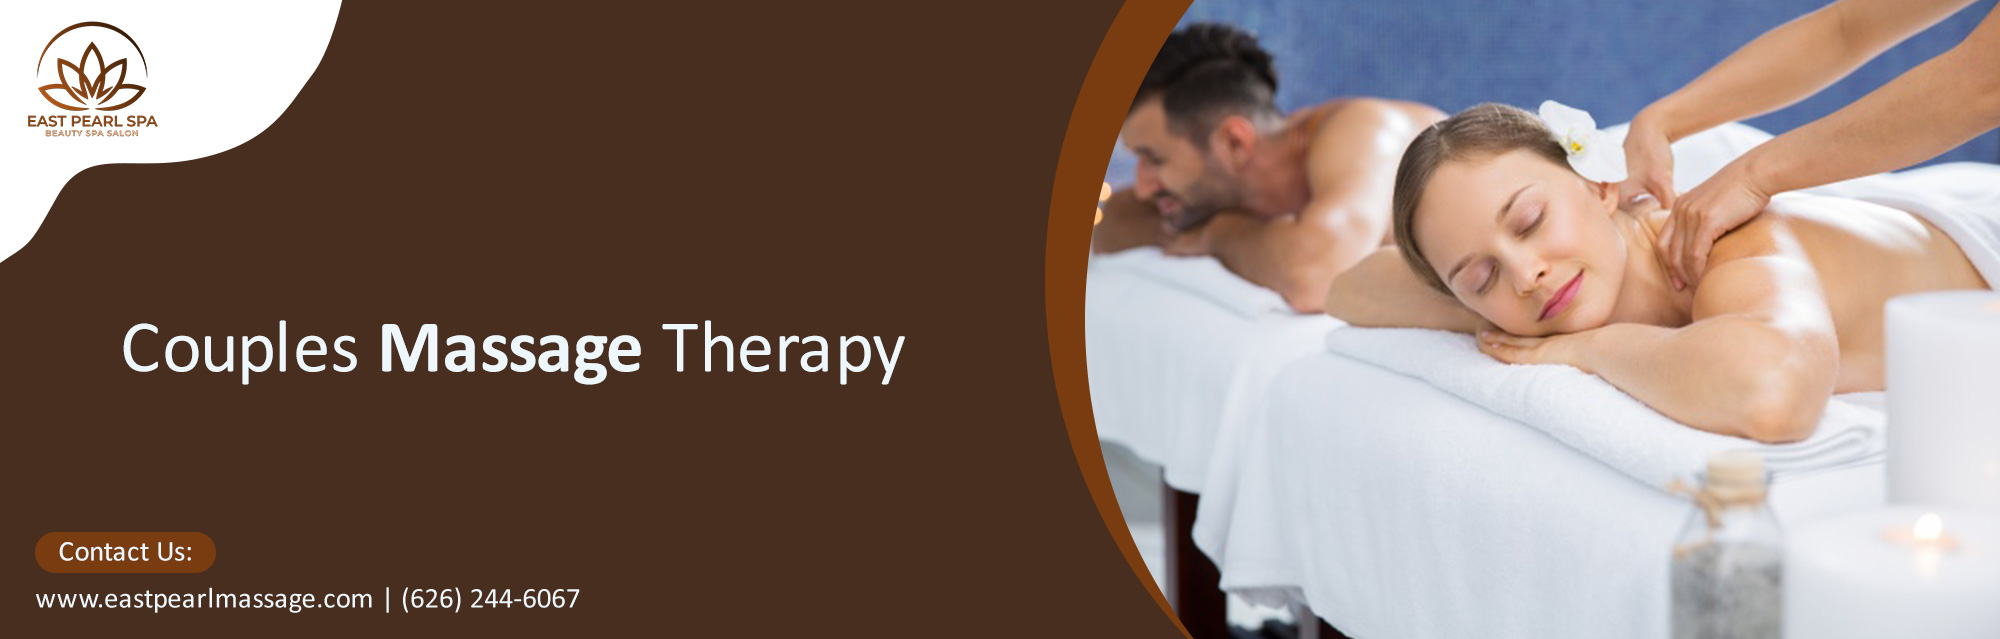 EAST PEARL SPA
BEAUTY SPA SALON
Couples Massage Therapy
Contact Us:
www.eastpearlmassage.com | (626) 244-6067